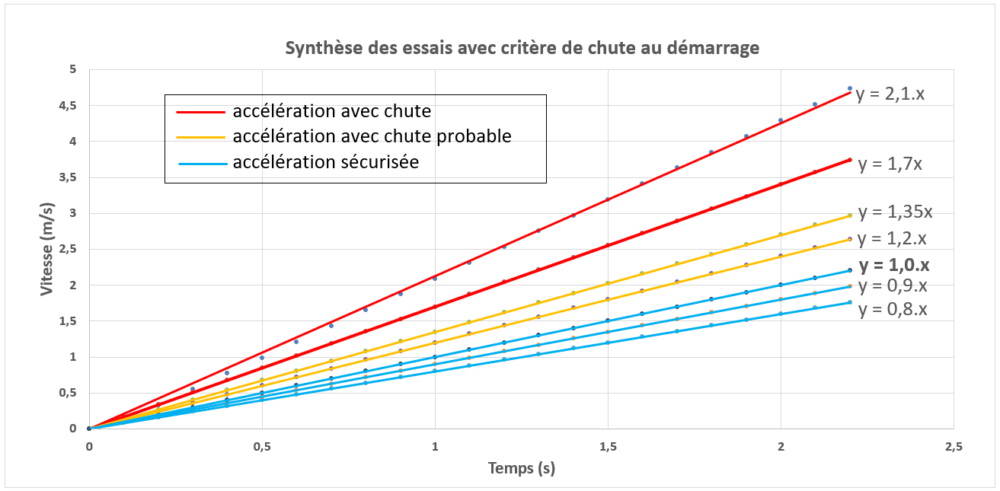 Synthèse des essais avec critère de chute au démarrage
5
4,5
4
3,5
3
2,5
2
1,5
1
0,5
0
Vitesse (m/s)
accélération avec chute
accélération avec chute probable
accélération sécurisée
y = 2,1.x
y = 1,7x
y = 1,35x
y = 1,2.x
y = 1,0.x
y = 0,9.x
y = 0,8.x
0 0,5 1 1,5 2 2,5
Temps (s)